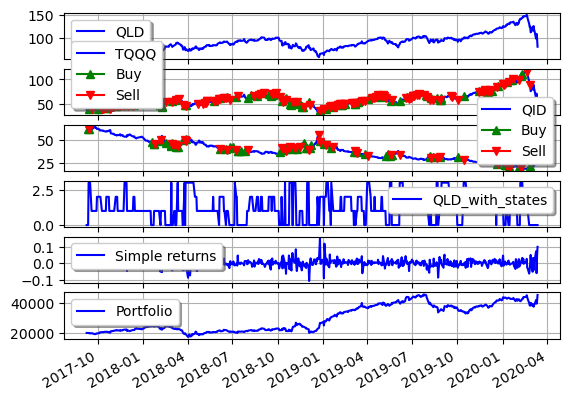 150
100
QLD
TQQQ
Buy
Sell
100
50
QID
Buy
Sell
50
25
2.5
0.0
QLD_with_states
0.1
0.0
−0.1
Simple returns
40000
20000
Portfolio
2017-10
2018-01
2018-04
2018-07
2018-10
2019-01
2019-04
2019-07
2019-10
2020-01
2020-04